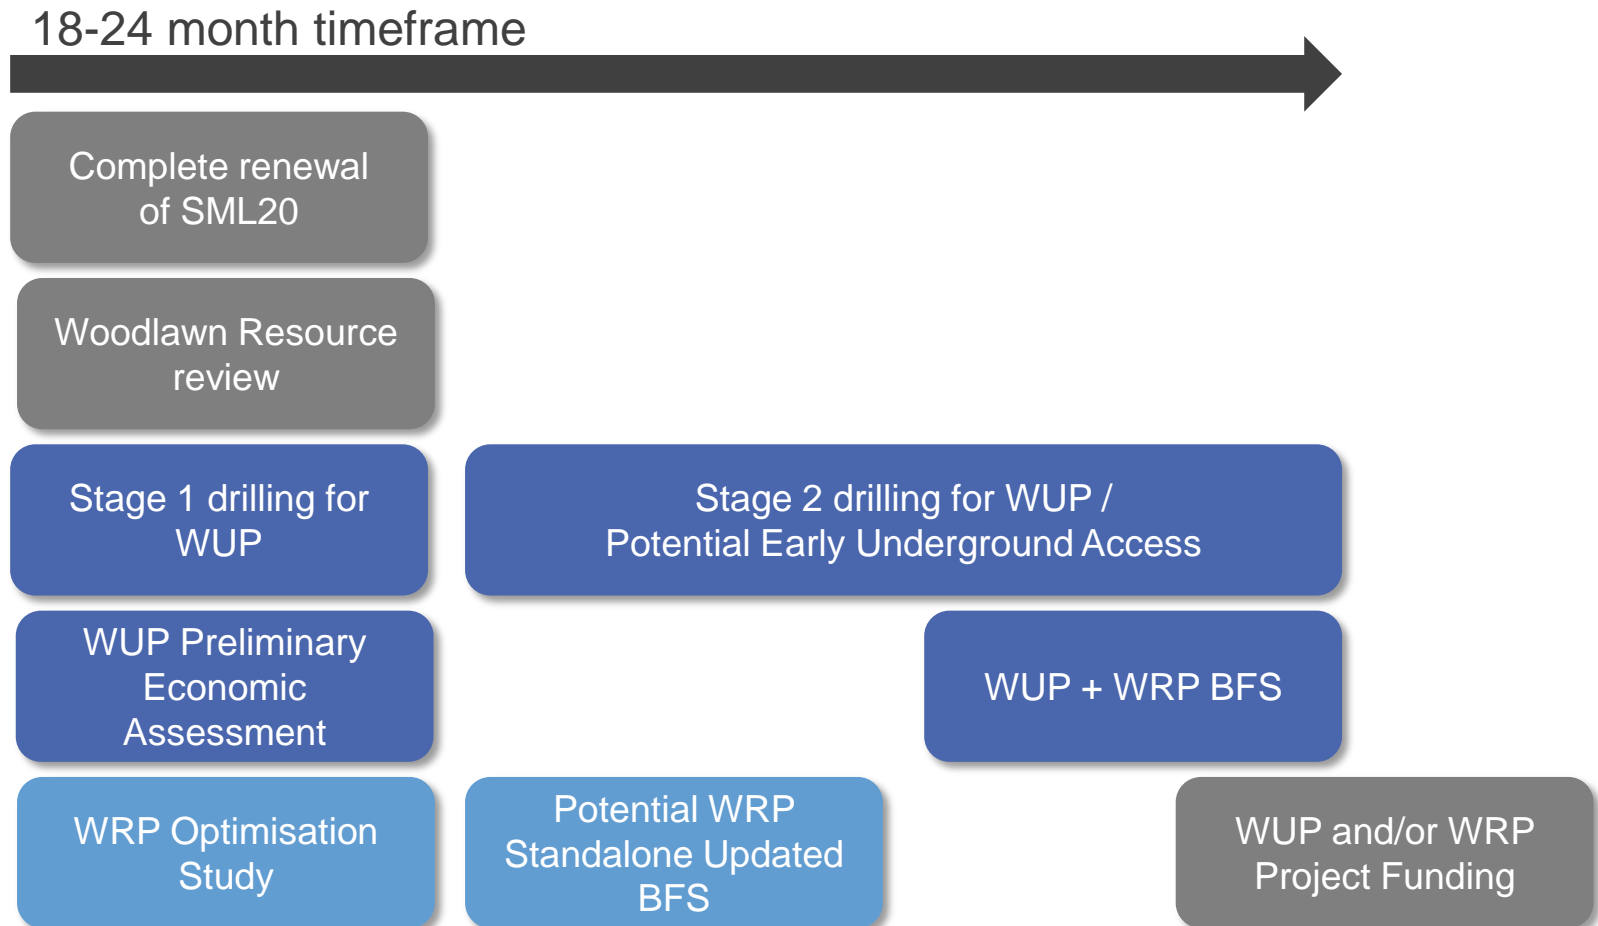 18-24 month timeframe
Complete renewal
of SML20
Woodlawn Resource
review
Stage 1 drilling for
WUP
Stage 2 drilling for WUP /
Potential Early Underground Access
WUP Preliminary
Economic
Assessment
WUP + WRP BFS
WRP Optimisation
Study
Potential WRP
Standalone Updated
BFS
WUP and/or WRP
Project Funding